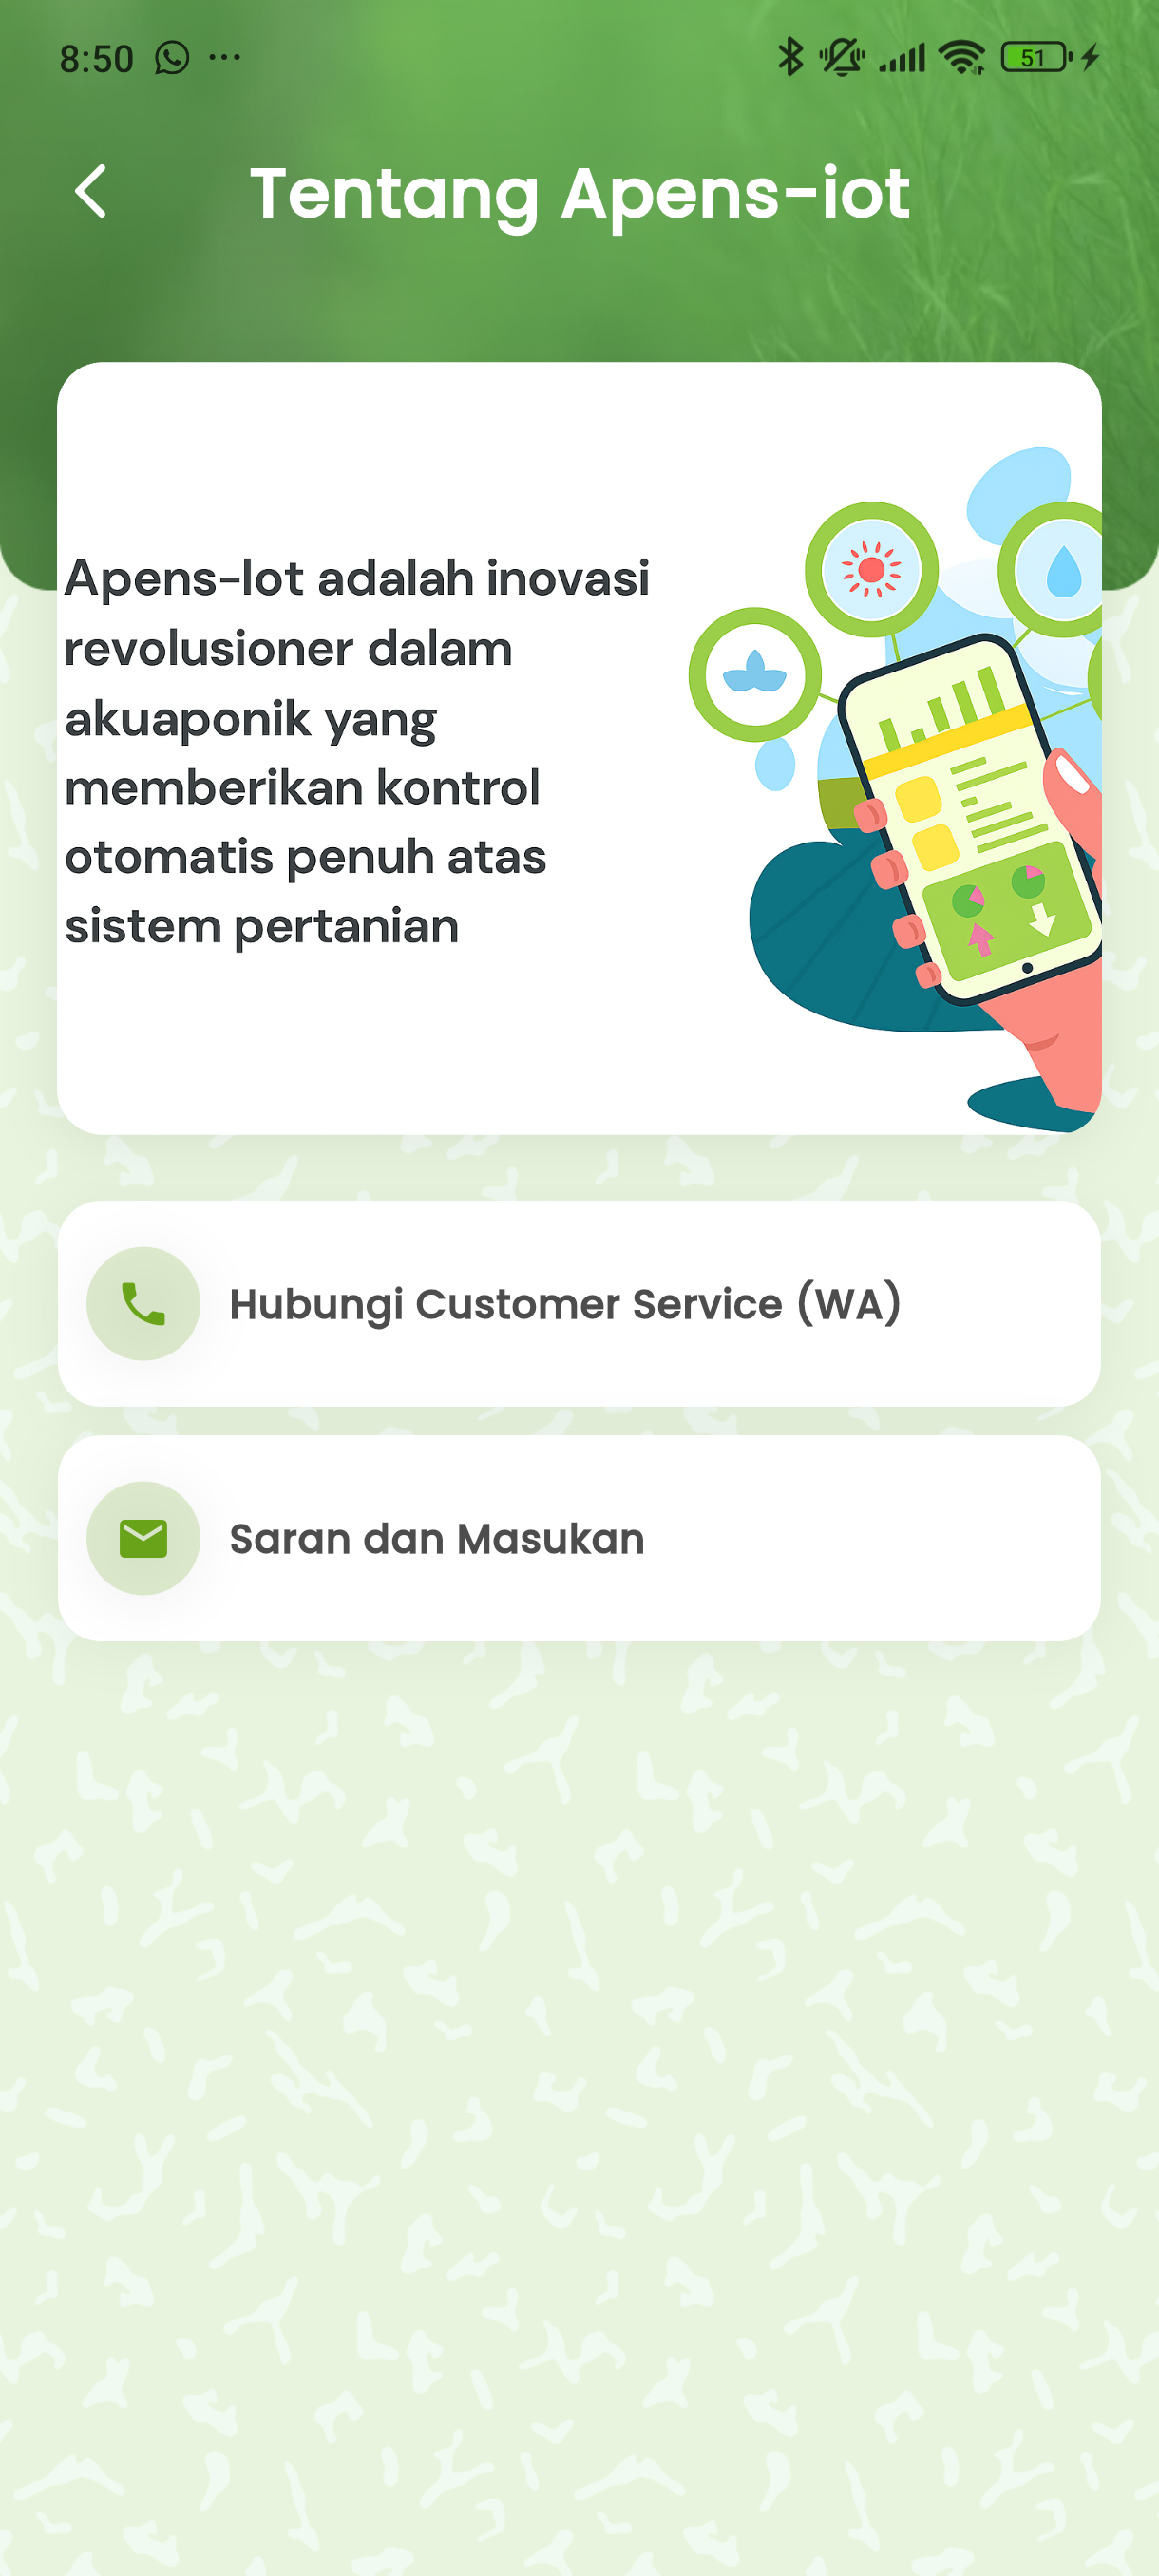 8:50
51
Tentang Apens-iot
Apens-Iot adalah inovasi
revolusioner dalam
akuaponik yang
memberikan kontrol
otomatis penuh atas
sistem pertanian
Hubungi Customer Service (WA)
Saran dan Masukan